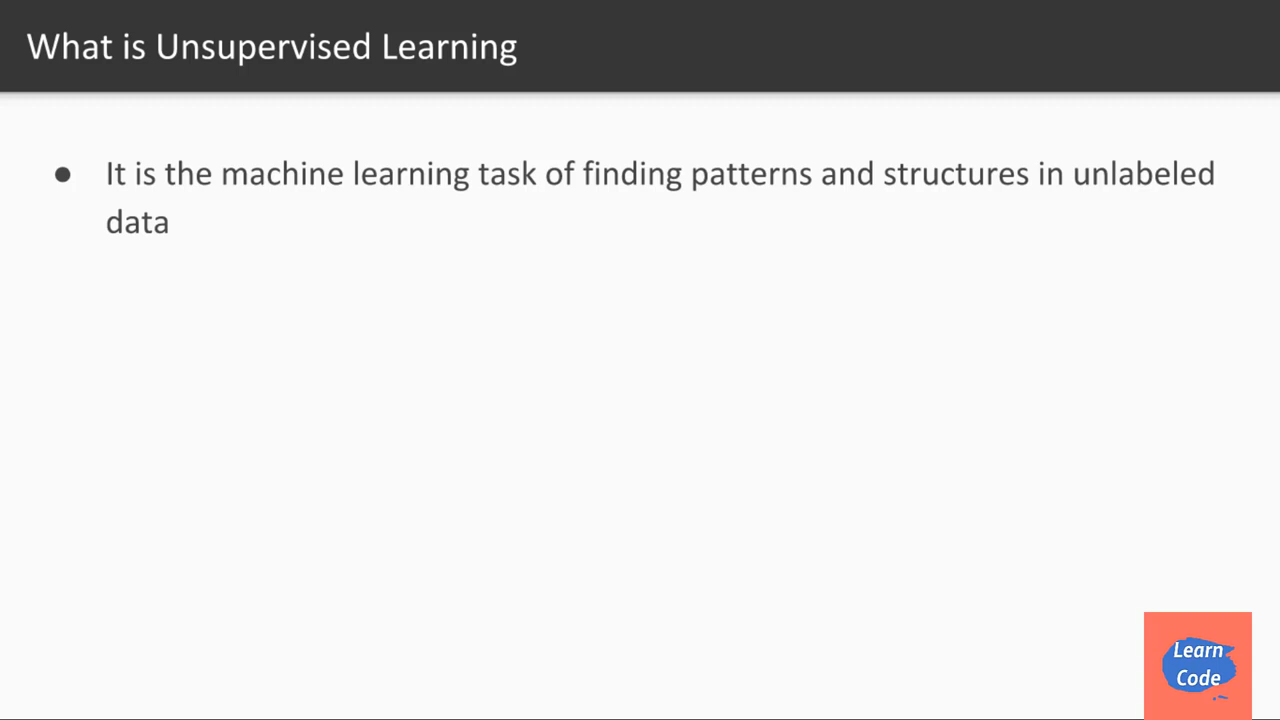 What is Unsupervised Learning
● It is the machine learning task of finding patterns and structures in unlabeled
data
Learn
Code